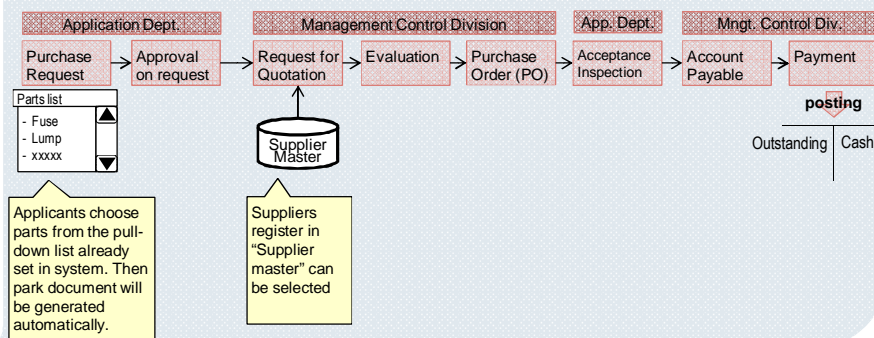 Application Dept.
Management Control Division
App. Dept.
Mngt. Control Div.
Purchase
Request
Approval
on request
Request for
Quotation
Evaluation
Purchase
Order (PO)
Acceptance
Inspection
Account
Payable
Payment
Parts list
- Fuse
- Lump
- xxxxx
Supplier
Master
posting
Outstanding
Cash
Applicants choose
parts from the pull-
down list already
set in system. Then
park document will
be generated
automatically.
Suppliers
register in
“Supplier
master” can
be selected